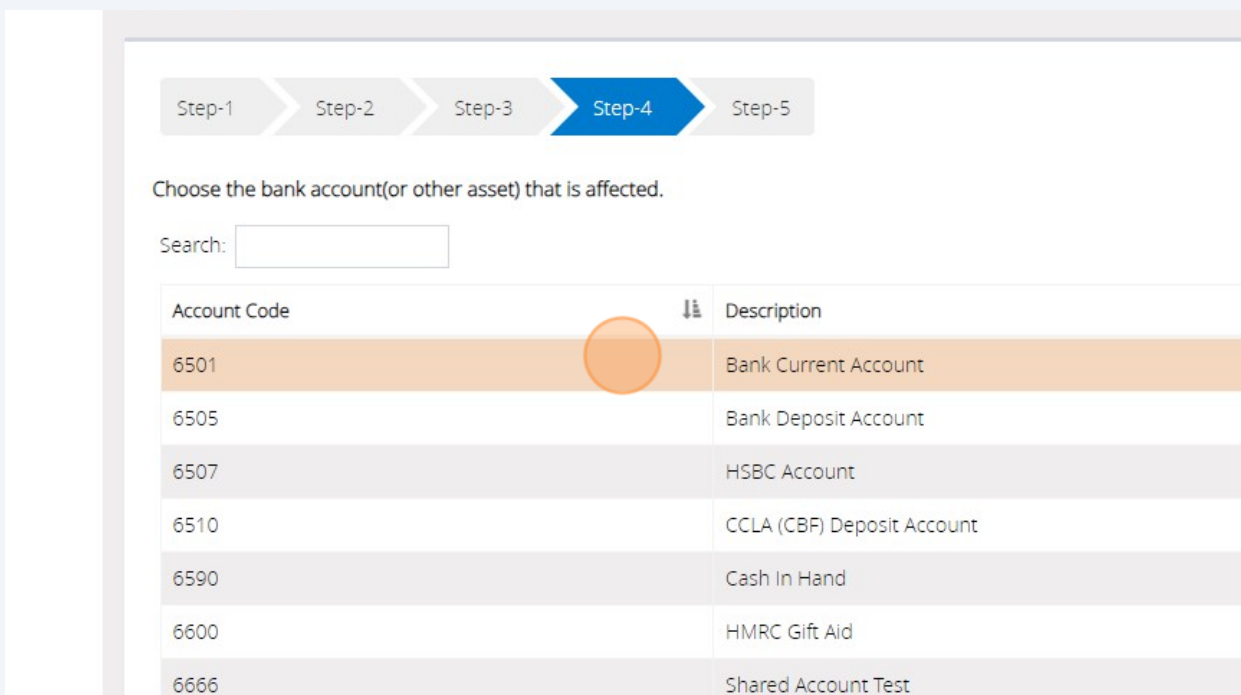 Step-1 Step-2 Step-3 Step-4 Step-5
Choose the bank account(or other asset) that is affected.
Search:
Account Code Description
6501 Bank Current Account
6505 Bank Deposit Account
6507 HSBC Account
6510 CCLA (CBF) Deposit Account
6590 Cash In Hand
6600 HMRC Gift Aid
6666 Shared Account Test